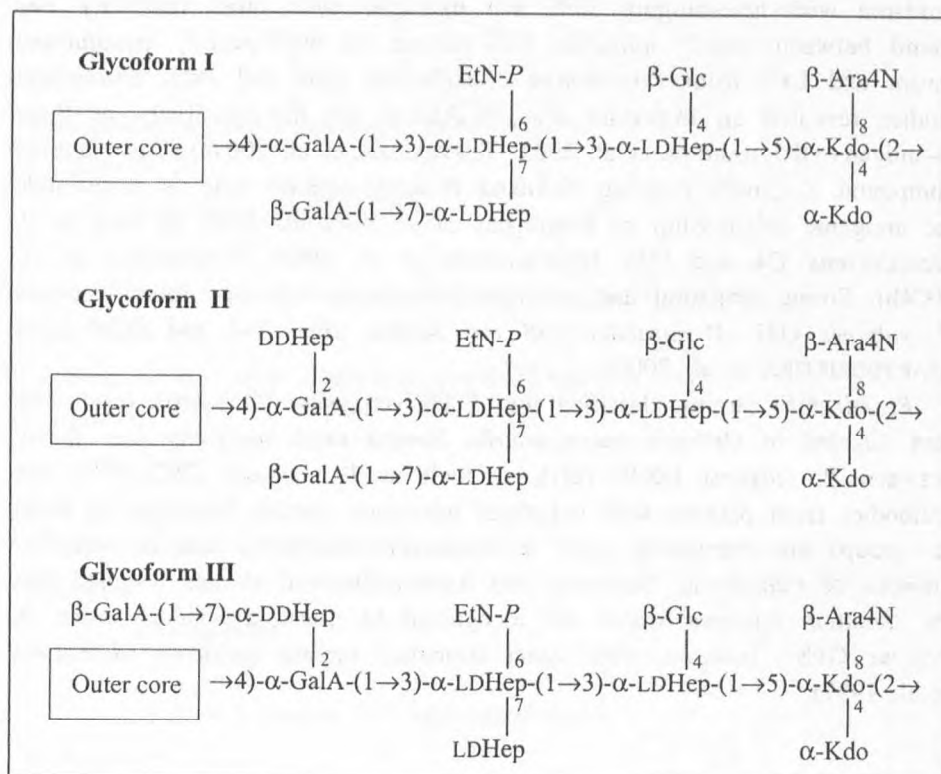 Glycoform I
EtN-P β-Glc β-Ara4N
6 4 8
Outer core →4)-α-GalA-(1→3)-α-LDHep-(1→3)-α-LDHep-(1→5)-α-Kdo-(2→
4
β-GalA-(1→7)-α-LDHep α-Kdo
Glycoform II
DDHep EtN-P β-Glc β-Ara4N
2 6 4 8
Outer core →4)-α-GalA-(1→3)-α-LDHep-(1→3)-α-LDHep-(1→5)-α-Kdo-(2→
7 4
β-GalA-(1→7)-α-LDHep α-Kdo
Glycoform III
β-GalA-(1→7)-α-DDHep EtN-P β-Glc β-Ara4N
2 6 4 8
Outer core →4)-α-GalA-(1→3)-α-LDHep-(1→3)-α-LDHep-(1→5)-α-Kdo-(2→
7 4
LDHep α-Kdo